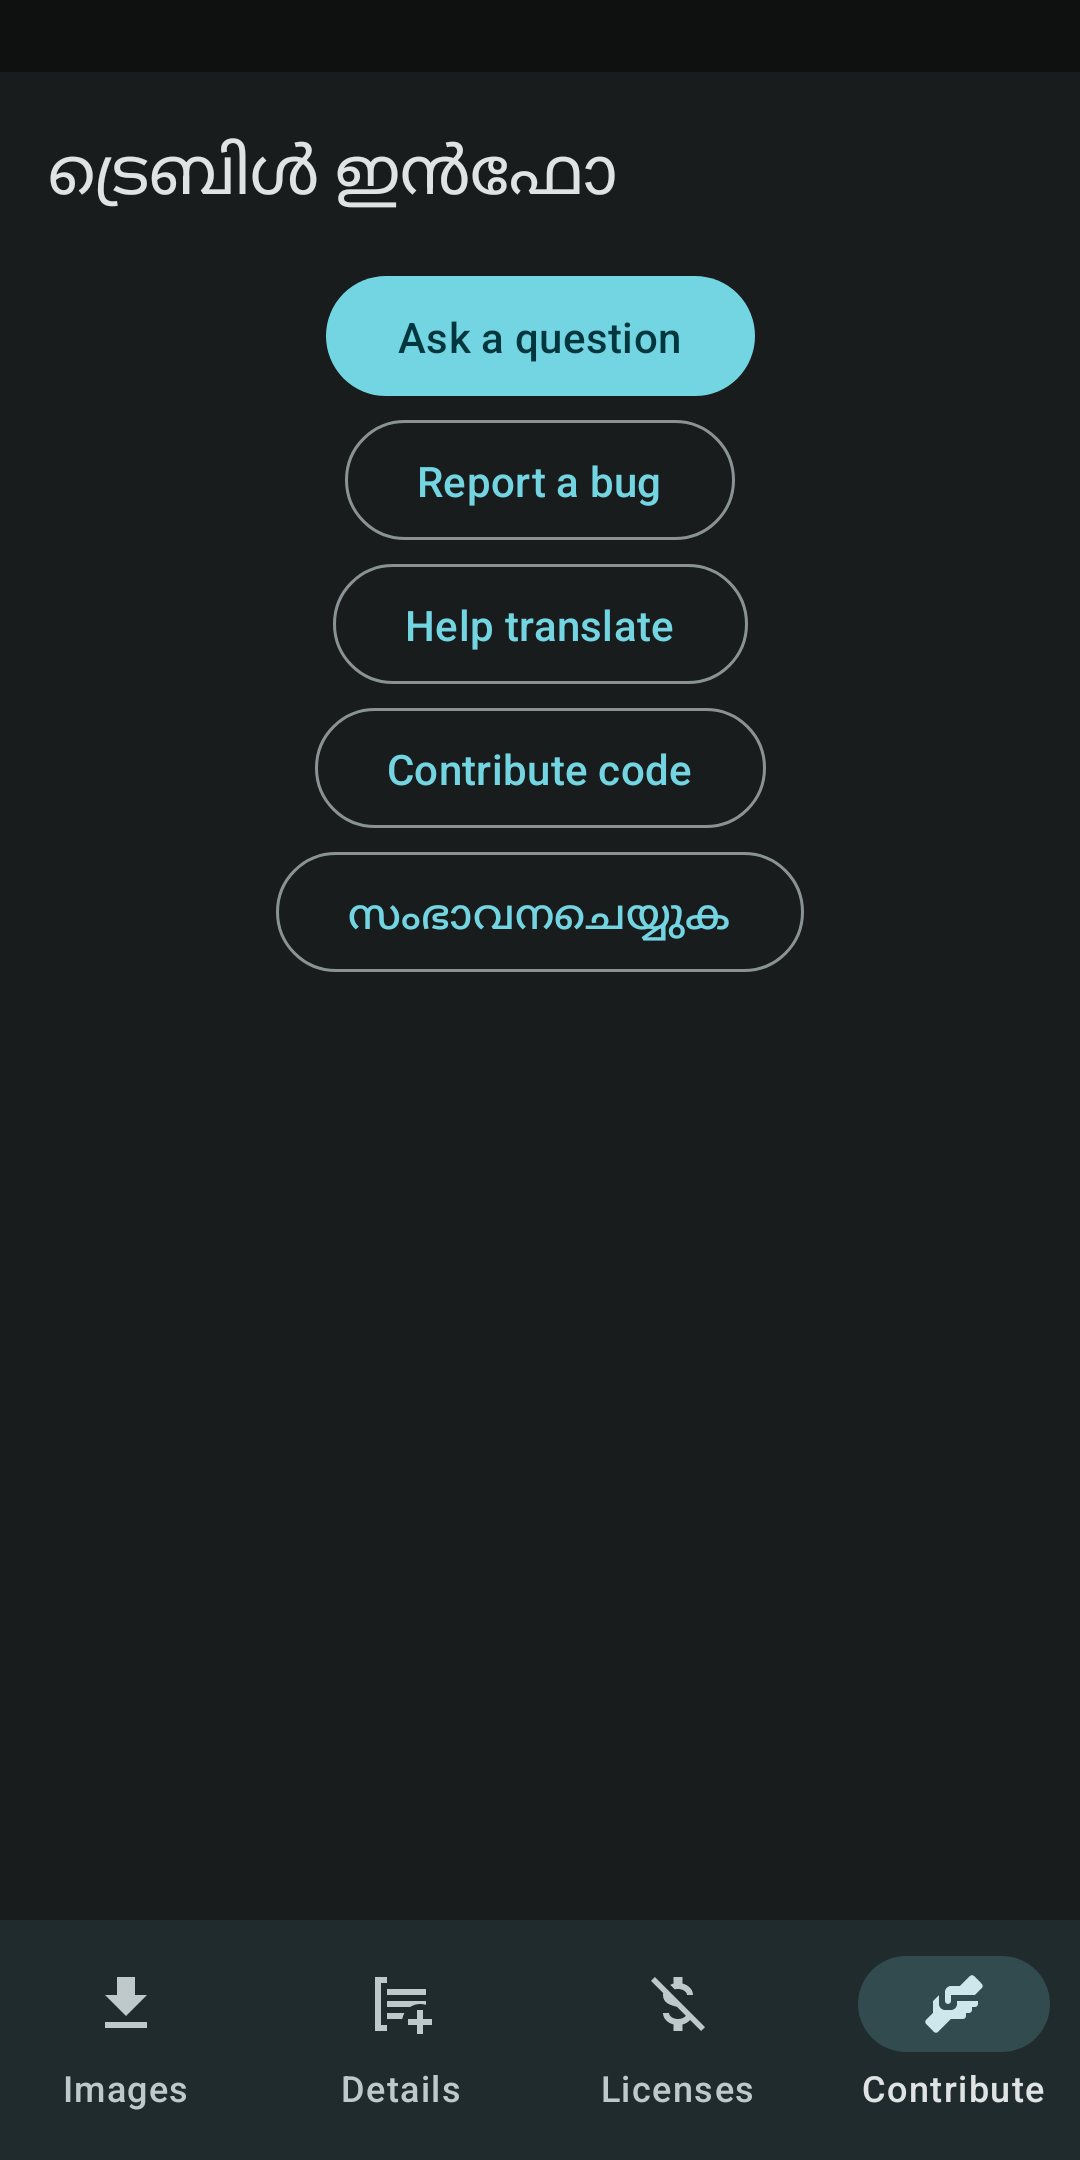 ട്രെബിൾ ഇൻഫോ
Ask a question
Report a bug
Help translate
Contribute code
സംഭാവനചെയ്യുക
Images
Details
Licenses
Contribute